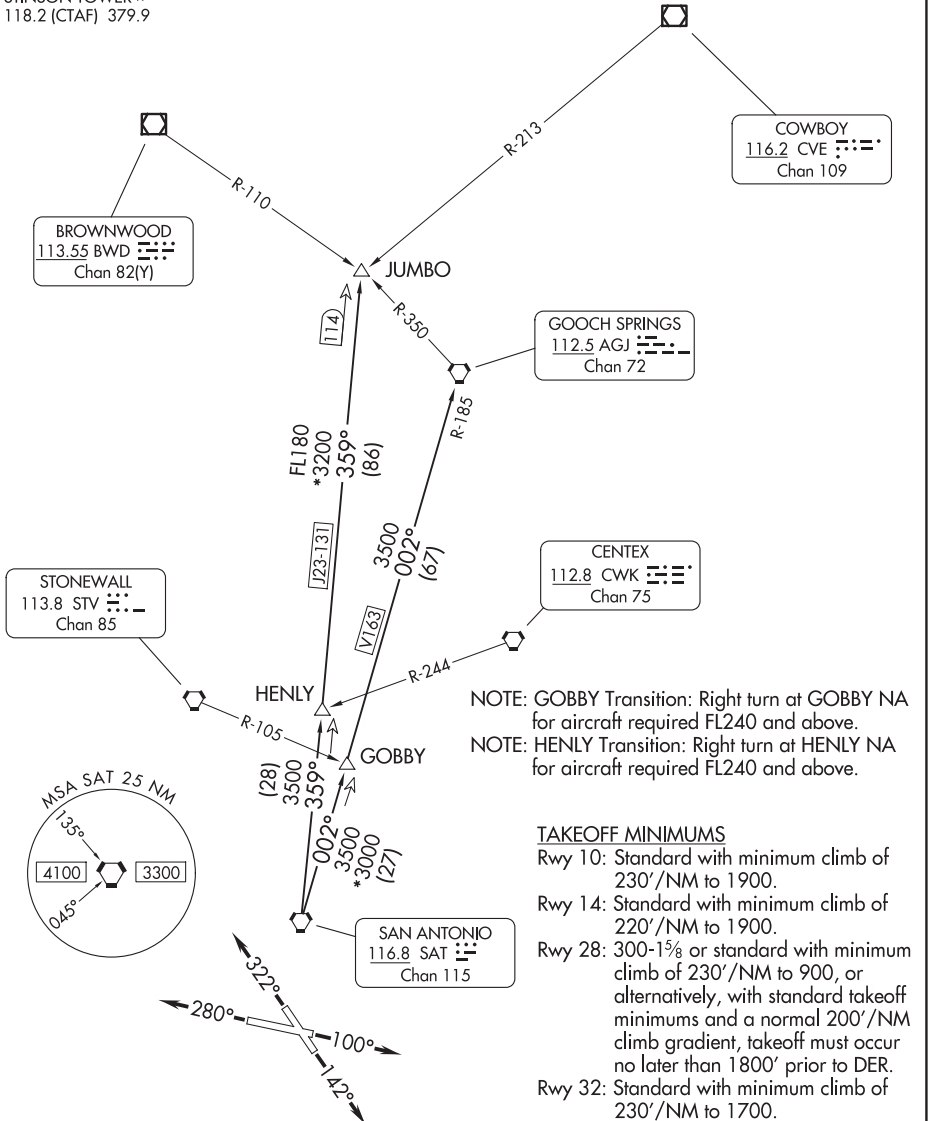 118.2 (CTAF) 379.9
COWBOY
116.2 CVE
Chan 109
R-213
R-110
BROWNWOOD
113.55 BWD
Chan 82(Y)
JUMBO
114
R-350
GOOCH SPRINGS
112.5 AGJ
Chan 72
R-185
FL180
*3200
359°
(86)
3500
002°
(67)
J23-131
V163
CENTEX
112.8 CWK
Chan 75
STONEWALL
113.8 STV
Chan 85
R-244
HENLY
R-105
GOBBY
NOTE: GOBBY Transition: Right turn at GOBBY NA
for aircraft required FL240 and above.
NOTE: HENLY Transition: Right turn at HENLY NA
for aircraft required FL240 and above.
(28)
3500
359°
002°
3500
*3000
(27)
MSA SAT 25 NM
135°
4100
3300
045°
SAN ANTONIO
116.8 SAT
Chan 115
322°
280°
100°
142°
TAKEOFF MINIMUMS
Rwy 10: Standard with minimum climb of
230'/NM to 1900.
Rwy 14: Standard with minimum climb of
220'/NM to 1900.
Rwy 28: 300-1⅝ or standard with minimum
climb of 230'/NM to 900, or
alternatively, with standard takeoff
minimums and a normal 200'/NM
climb gradient, takeoff must occur
no later than 1800' prior to DER.
Rwy 32: Standard with minimum climb of
230'/NM to 1700.